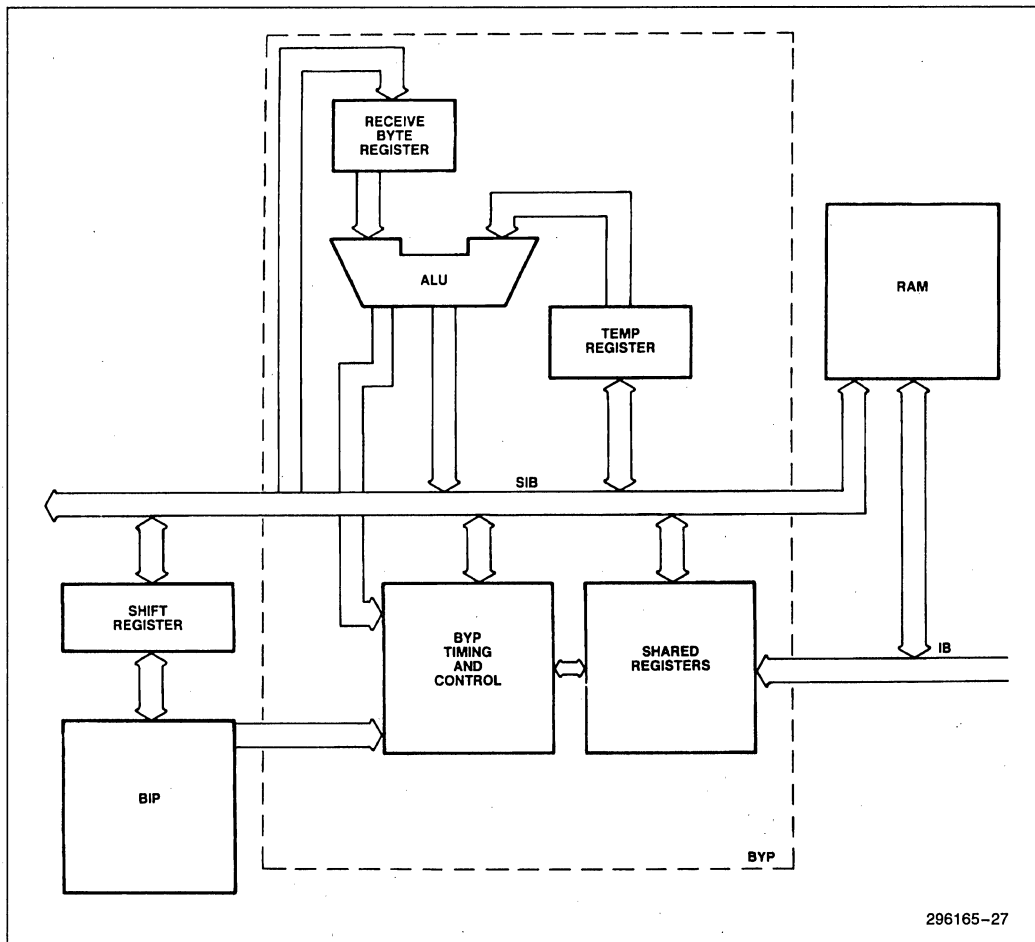 RECEIVE
BYTE
REGISTER
ALU
RAM
TEMP
REGISTER
SIB
SHIFT
REGISTER
BYP
TIMING
AND
CONTROL
SHARED
REGISTERS
IB
BIP
BYP
296165-27